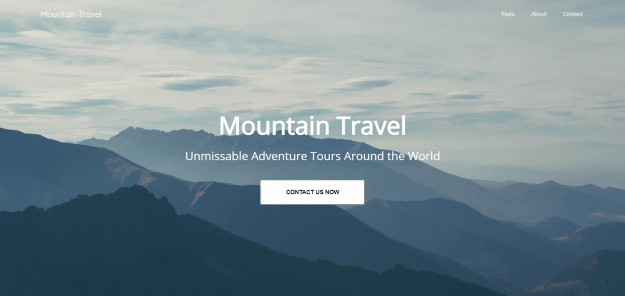 Mountain Travel
Tours About Contact
Mountain Travel
Unmissable Adventure Tours Around the World
CONTACT US NOW